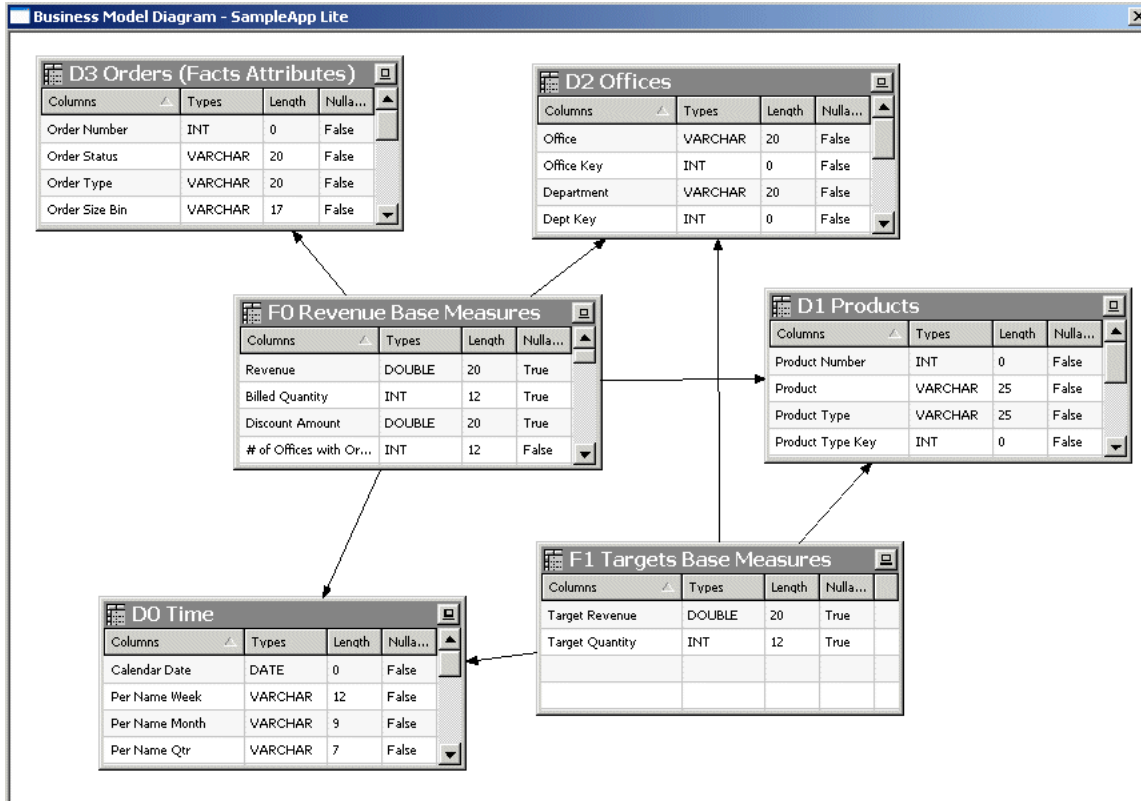 Business Model Diagram - SampleApp Lite
D3 Orders (Facts Attributes)
Columns Types Length Nulla...
Order Number INT 0 False
Order Status VARCHAR 20 False
Order Type VARCHAR 20 False
Order Size Bin VARCHAR 17 False
D2 Offices
Columns Types Length Nulla...
Office VARCHAR 20 False
Office Key INT 0 False
Department VARCHAR 20 False
Dept Key INT 0 False
F0 Revenue Base Measures
Columns Types Length Nulla...
Revenue DOUBLE 20 True
Billed Quantity INT 12 True
Discount Amount DOUBLE 20 True
# of Offices with Or... INT 12 False
D1 Products
Columns Types Length Nulla...
Product Number INT 0 False
Product VARCHAR 25 False
Product Type VARCHAR 25 False
Product Type Key INT 0 False
F1 Targets Base Measures
Columns Types Length Nulla...
Target Revenue DOUBLE 20 True
Target Quantity INT 12 True
D0 Time
Columns Types Length Nulla...
Calendar Date DATE 0 False
Per Name Week VARCHAR 12 False
Per Name Month VARCHAR 9 False
Per Name Qtr VARCHAR 7 False